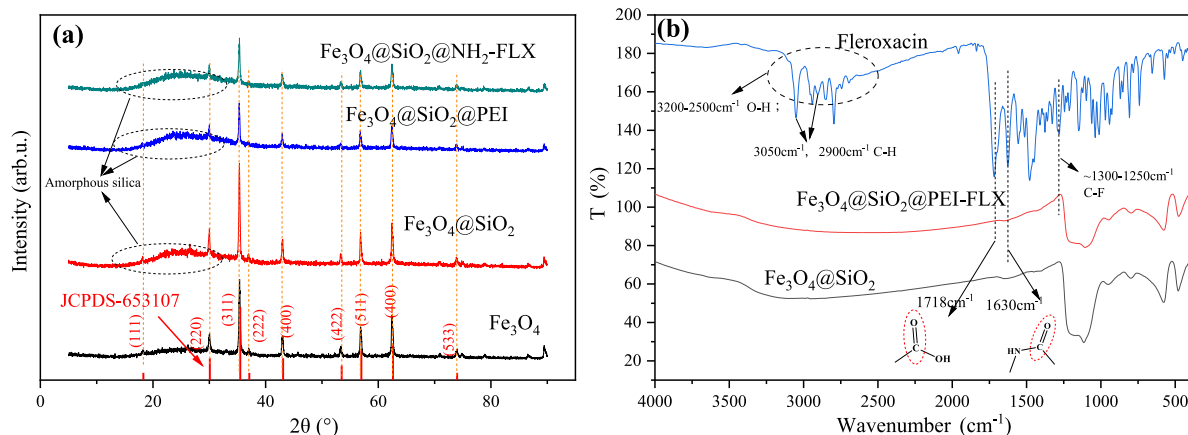 (a)
Fe₃O₄@SiO₂@NH₂-FLX
Fe₃O₄@SiO₂@PEI
Amorphous silica
Fe₃O₄@SiO₂
JCPDS-653107
Fe₃O₄
(111)
(220)
(311)
(222)
(400)
(422)
(511)
(400)
(533)
Intensity (arb.u.)
0 20 40 60 80
2θ (°)
(b)
Fleroxacin
3200-2500cm⁻¹ O-H ;
3050cm⁻¹, 2900cm⁻¹ C-H
~1300-1250cm⁻¹
C-F
Fe₃O₄@SiO₂@PEI-FLX
Fe₃O₄@SiO₂
1718cm⁻¹
1630cm⁻¹
O
C
OH
O
HN
C
T (%)
200
180
160
140
120
100
80
60
40
20
4000 3500 3000 2500 2000 1500 1000 500
Wavenumber (cm⁻¹)